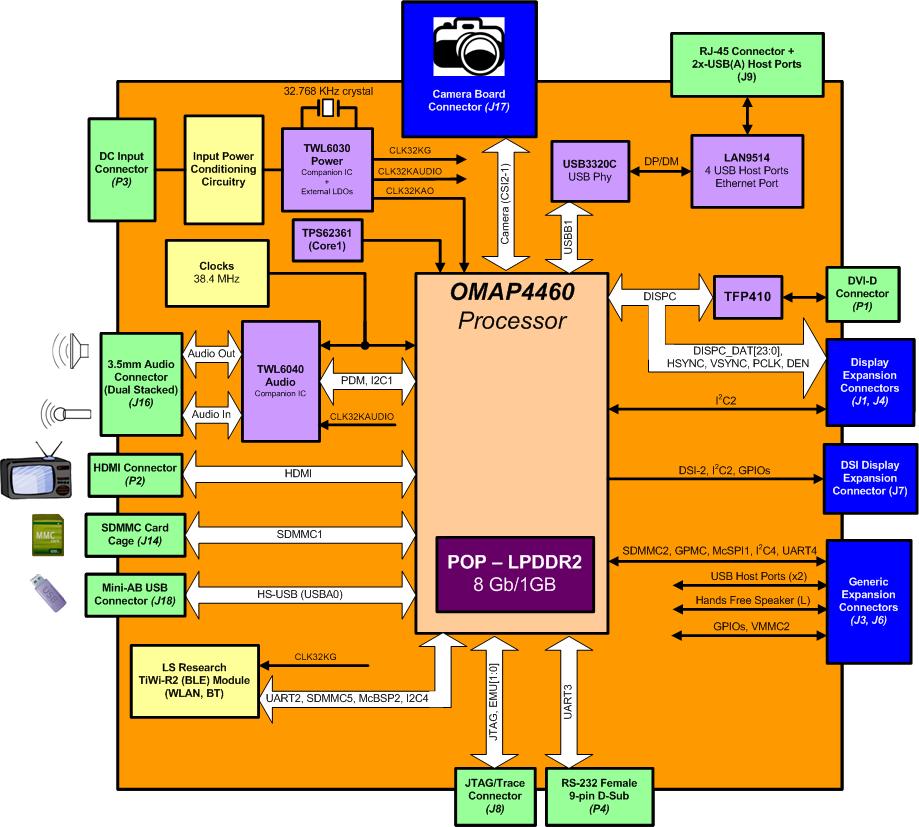 Camera Board
Connector (J17)
RJ-45 Connector +
2x-USB(A) Host Ports
(J9)
32.768 KHz crystal
DC Input
Connector
(P3)
Input Power
Conditioning
Circuitry
TWL6030
Power
Companion IC
+
External LDOs
CLK32KG
CLK32KAUDIO
CLK32KAO
Camera (CSI2-1)
USB3320C
USB Phy
DP/DM
LAN9514
4 USB Host Ports
Ethernet Port
USBB1
TPS62361
(Core1)
Clocks
38.4 MHz
OMAP4460
Processor
DISPC
TFP410
DVI-D
Connector
(P1)
DISPC_DAT[23:0],
HSYNC, VSYNC, PCLK, DEN
Display
Expansion
Connectors
(J1, J4)
I²C2
3.5mm Audio
Connector
(Dual Stacked)
(J16)
Audio Out
Audio In
TWL6040
Audio
Companion IC
PDM, I2C1
CLK32KAUDIO
HDMI Connector
(P2)
HDMI
DSI-2, I²C2, GPIOs
DSI Display
Expansion
Connector (J7)
MMC
SDMMC Card
Cage (J14)
SDMMC1
USB
Mini-AB USB
Connector (J18)
HS-USB (USBA0)
POP – LPDDR2
8 Gb/1GB
SDMMC2, GPMC, McSPI1, I²C4, UART4
USB Host Ports (x2)
Hands Free Speaker (L)
GPIOs, VMMC2
Generic
Expansion
Connectors
(J3, J6)
LS Research
TiWi-R2 (BLE) Module
(WLAN, BT)
CLK32KG
UART2, SDMMC5, McBSP2, I2C4
JTAG, EMU[1:0]
UART3
JTAG/Trace
Connector
(J8)
RS-232 Female
9-pin D-Sub
(P4)